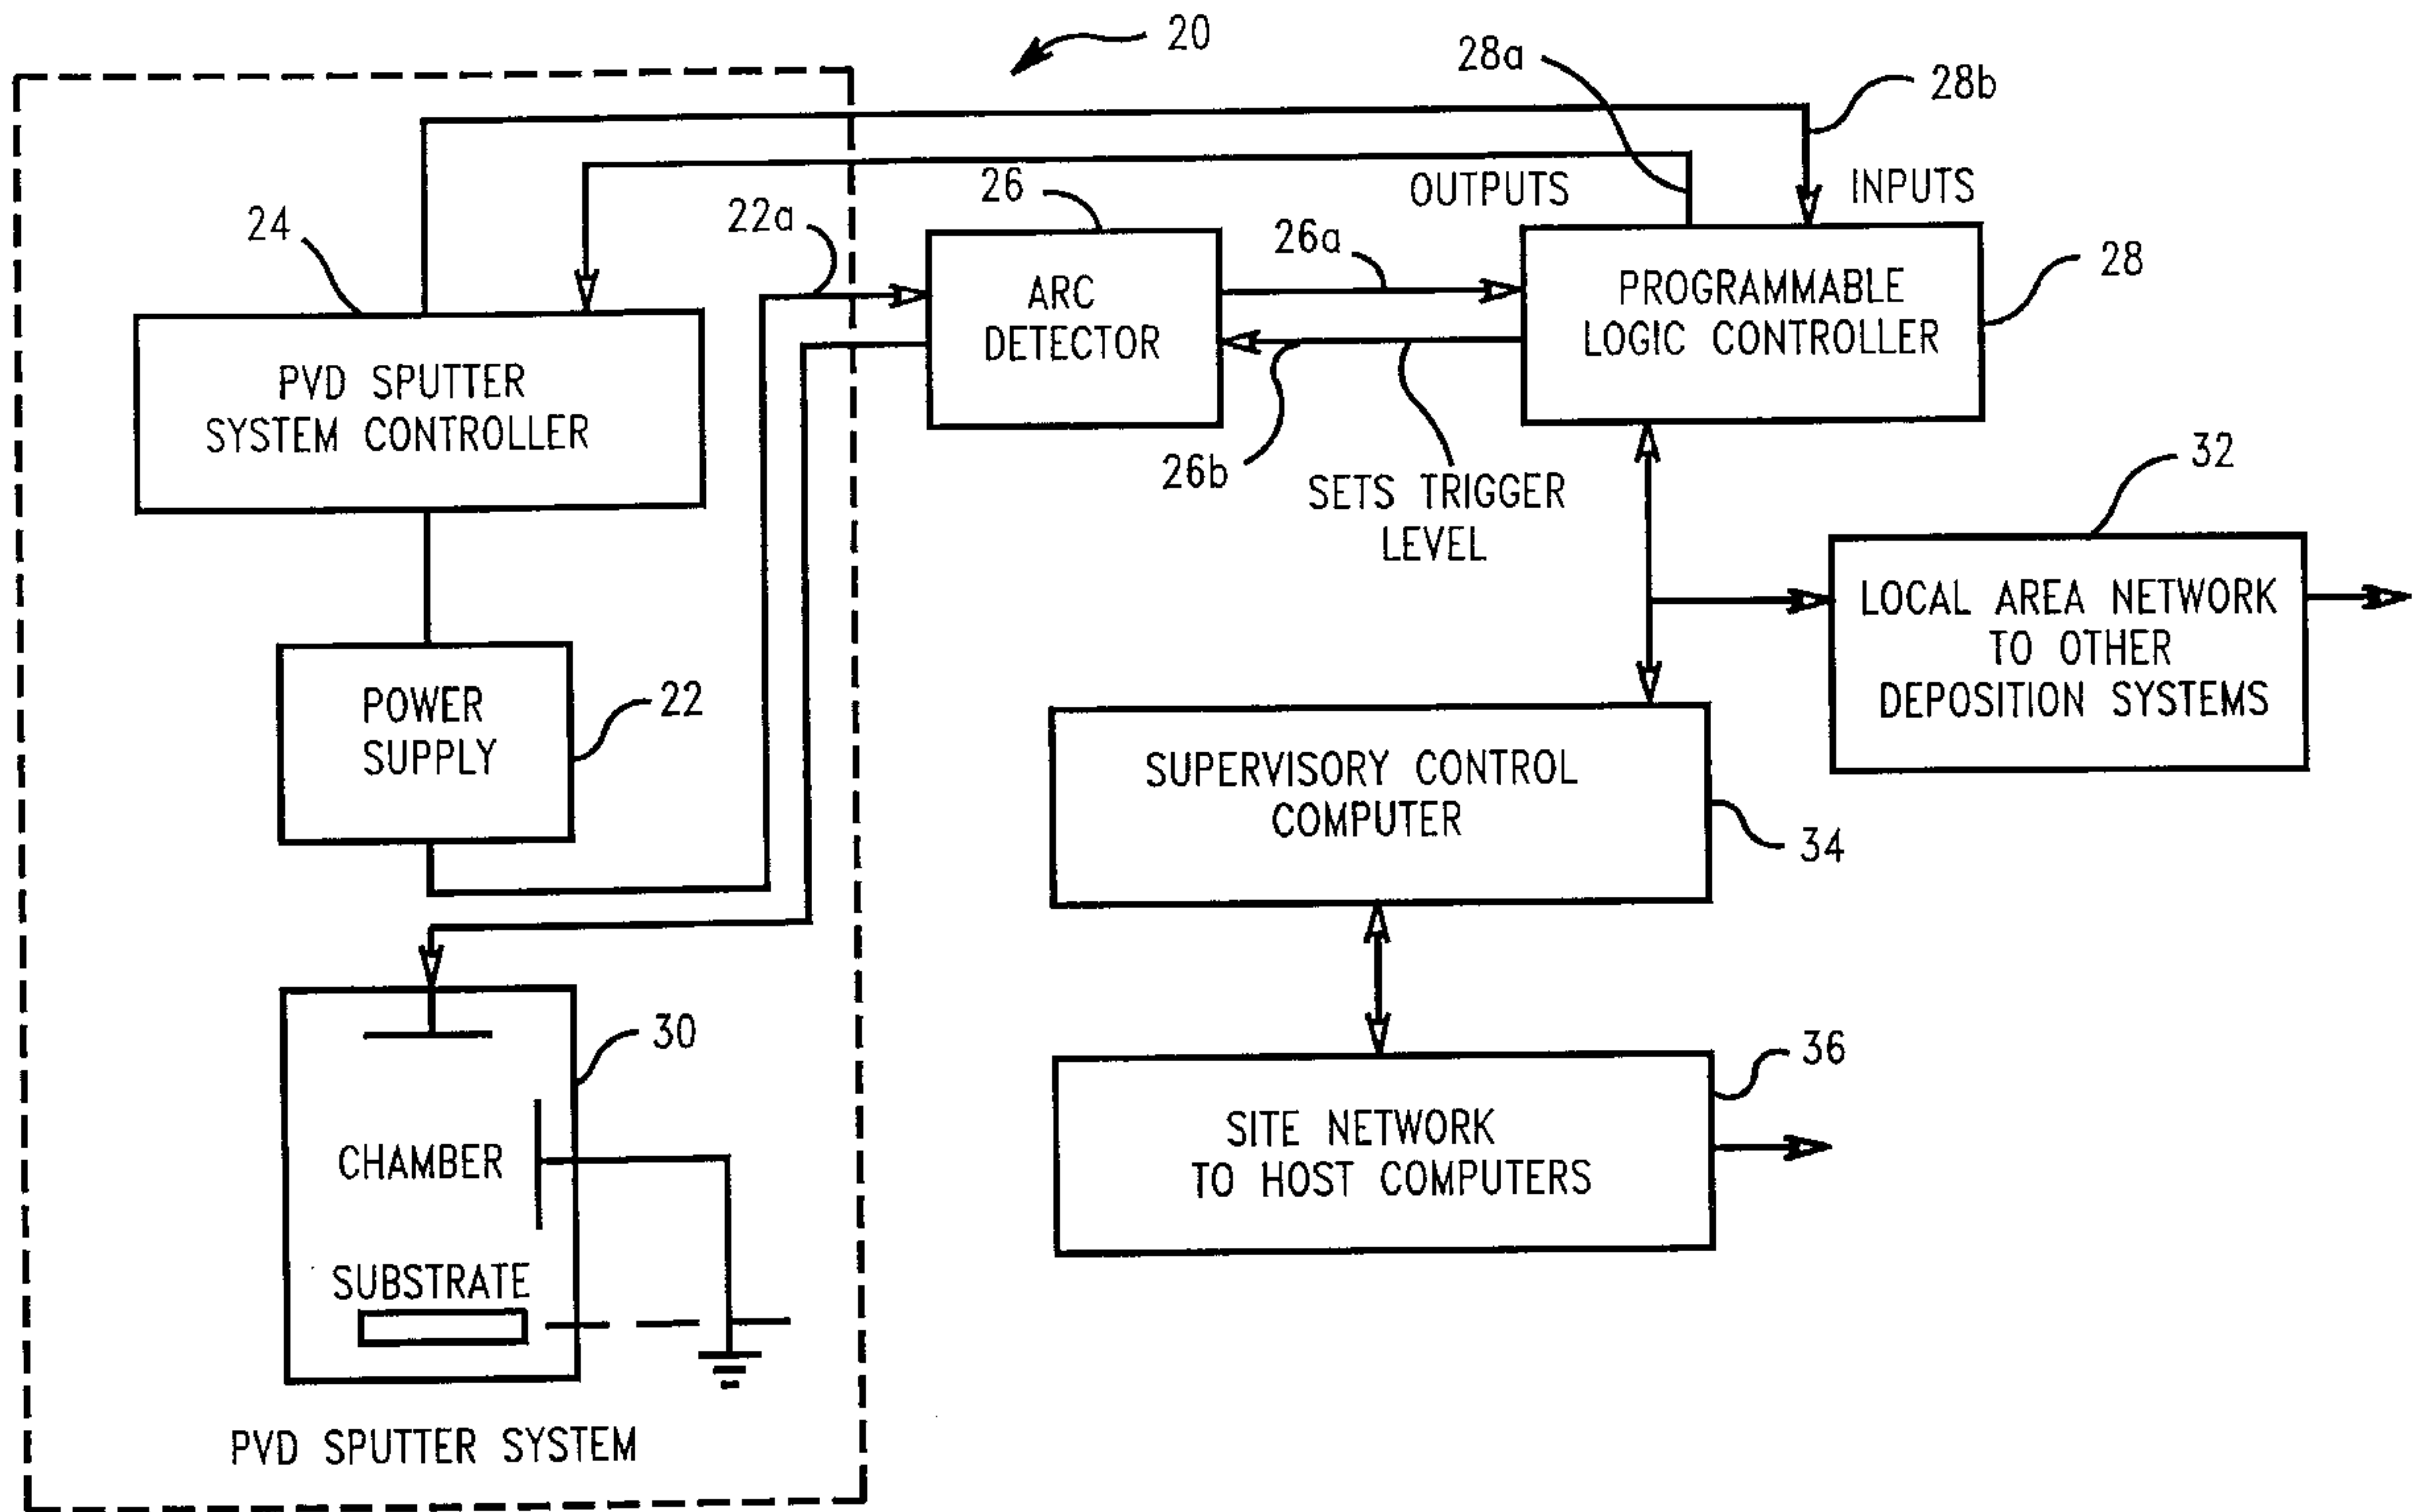 20
28a
28b
OUTPUTS
INPUTS
24
22a
26
26a
28
PVD SPUTTER
SYSTEM CONTROLLER
ARC
DETECTOR
PROGRAMMABLE
LOGIC CONTROLLER
26b
SETS TRIGGER
LEVEL
32
LOCAL AREA NETWORK
TO OTHER
DEPOSITION SYSTEMS
POWER
SUPPLY
22
SUPERVISORY CONTROL
COMPUTER
34
30
CHAMBER
SUBSTRATE
36
SITE NETWORK
TO HOST COMPUTERS
PVD SPUTTER SYSTEM